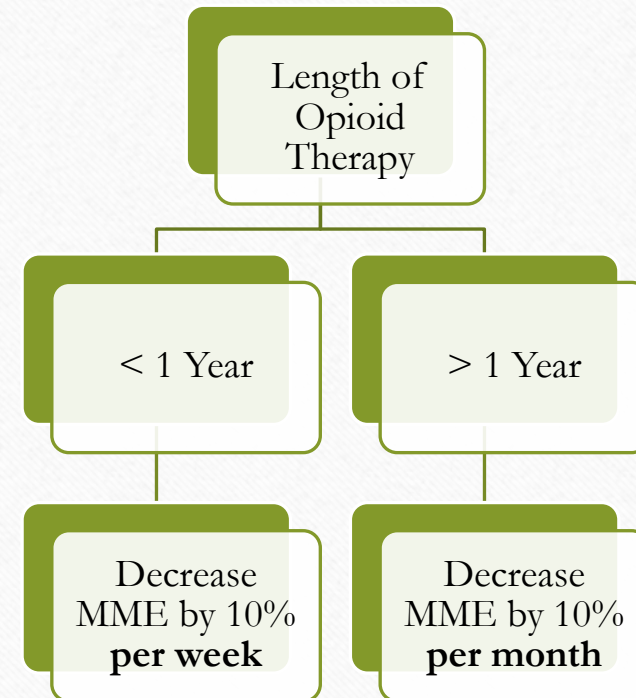 Length of
Opioid
Therapy
< 1 Year
> 1 Year
Decrease
MME by 10%
per week
Decrease
MME by 10%
per month